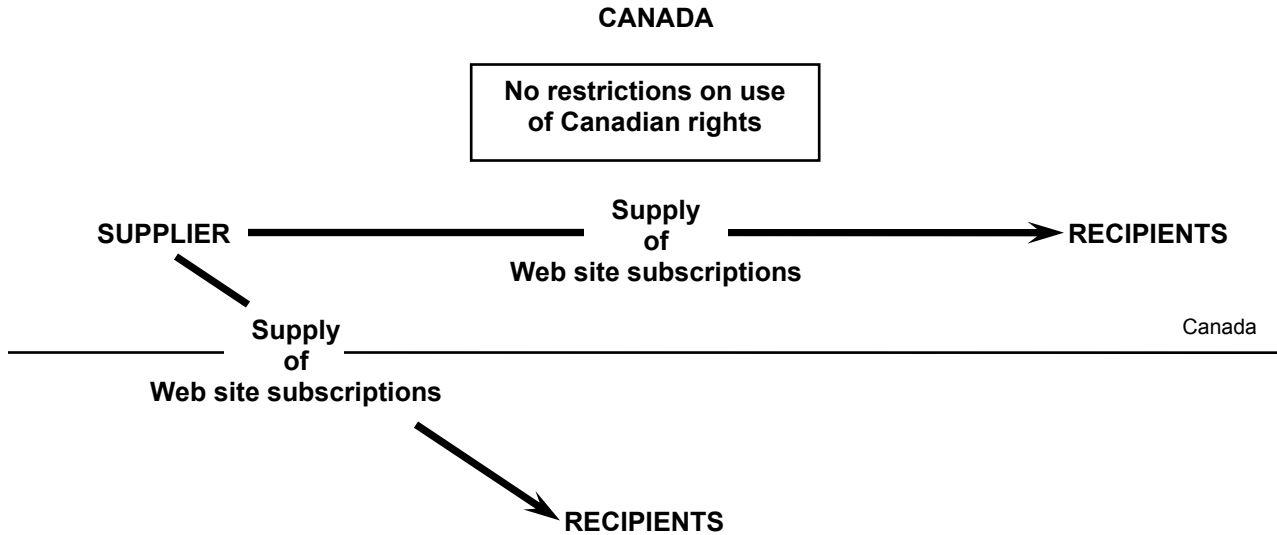 CANADA
No restrictions on use
of Canadian rights
SUPPLIER
Supply
of
Web site subscriptions
RECIPIENTS
Canada
Supply
of
Web site subscriptions
RECIPIENTS